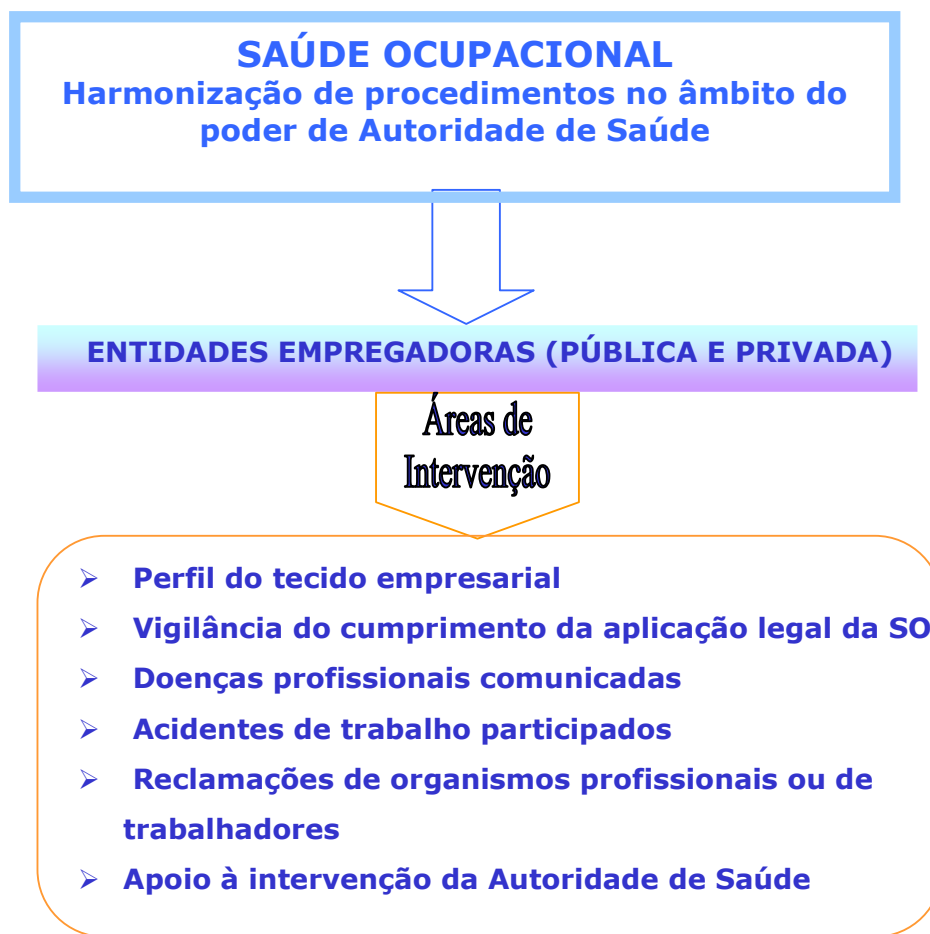 SAÚDE OCUPACIONAL
Harmonização de procedimentos no âmbito do
poder de Autoridade de Saúde
ENTIDADES EMPREGADORAS (PÚBLICA E PRIVADA)
Áreas de
Intervenção
➢ Perfil do tecido empresarial
➢ Vigilância do cumprimento da aplicação legal da SO
➢ Doenças profissionais comunicadas
➢ Acidentes de trabalho participados
➢ Reclamações de organismos profissionais ou de
trabalhadores
➢ Apoio à intervenção da Autoridade de Saúde